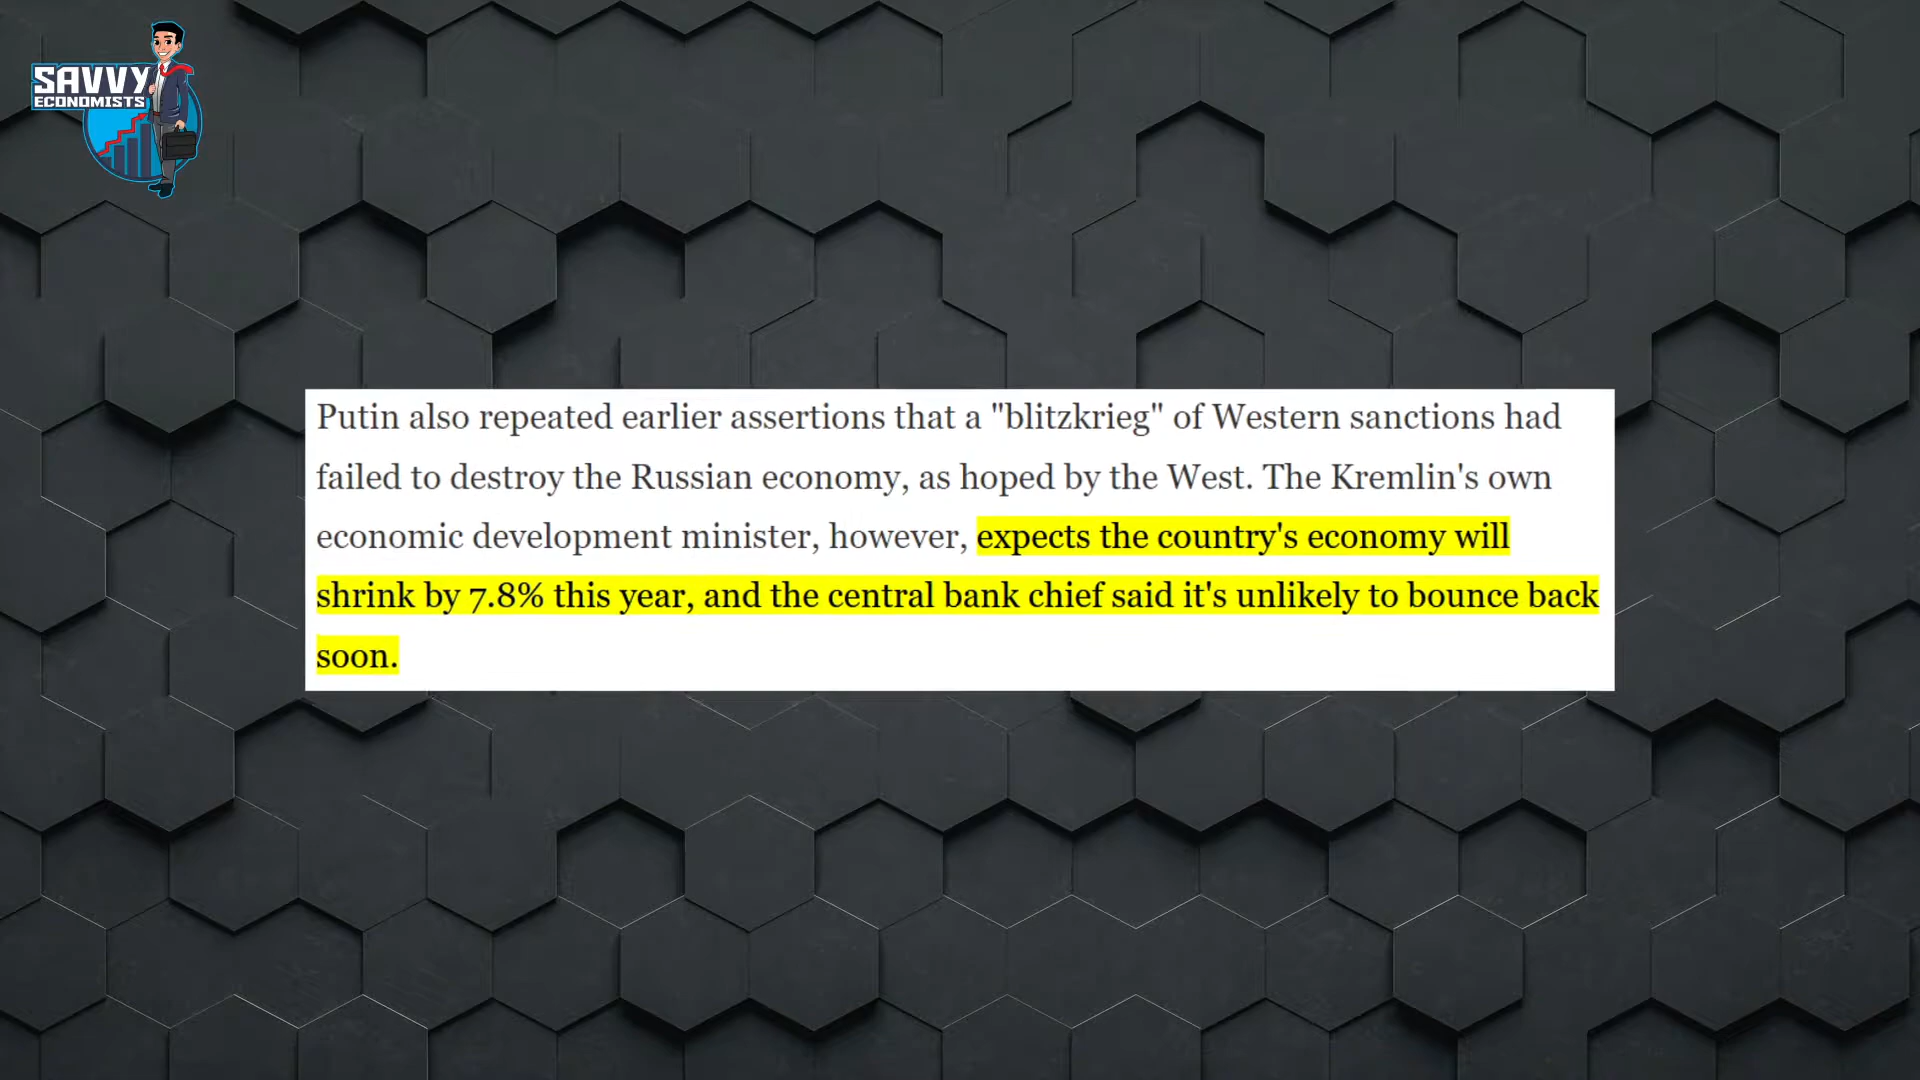 SAVVY
ECONOMISTS
Putin also repeated earlier assertions that a "blitzkrieg" of Western sanctions had
failed to destroy the Russian economy, as hoped by the West. The Kremlin's own
economic development minister, however, expects the country's economy will
shrink by 7.8% this year, and the central bank chief said it's unlikely to bounce back
soon.